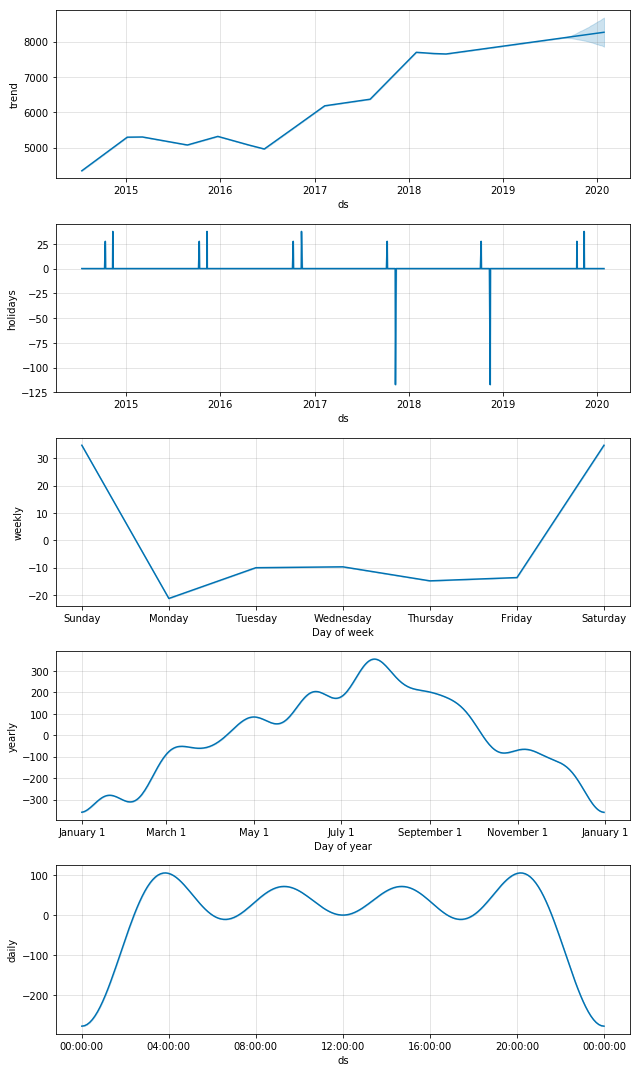 8000
7000
6000
5000
trend
2015 2016 2017 2018 2019 2020
ds
25
0
−25
−50
−75
−100
−125
holidays
2015 2016 2017 2018 2019 2020
ds
30
20
10
0
−10
−20
weekly
Sunday Monday Tuesday Wednesday Thursday Friday Saturday
Day of week
300
200
100
0
−100
−200
−300
yearly
January 1 March 1 May 1 July 1 September 1 November 1 January 1
Day of year
100
0
−100
−200
daily
00:00:00 04:00:00 08:00:00 12:00:00 16:00:00 20:00:00 00:00:00
ds